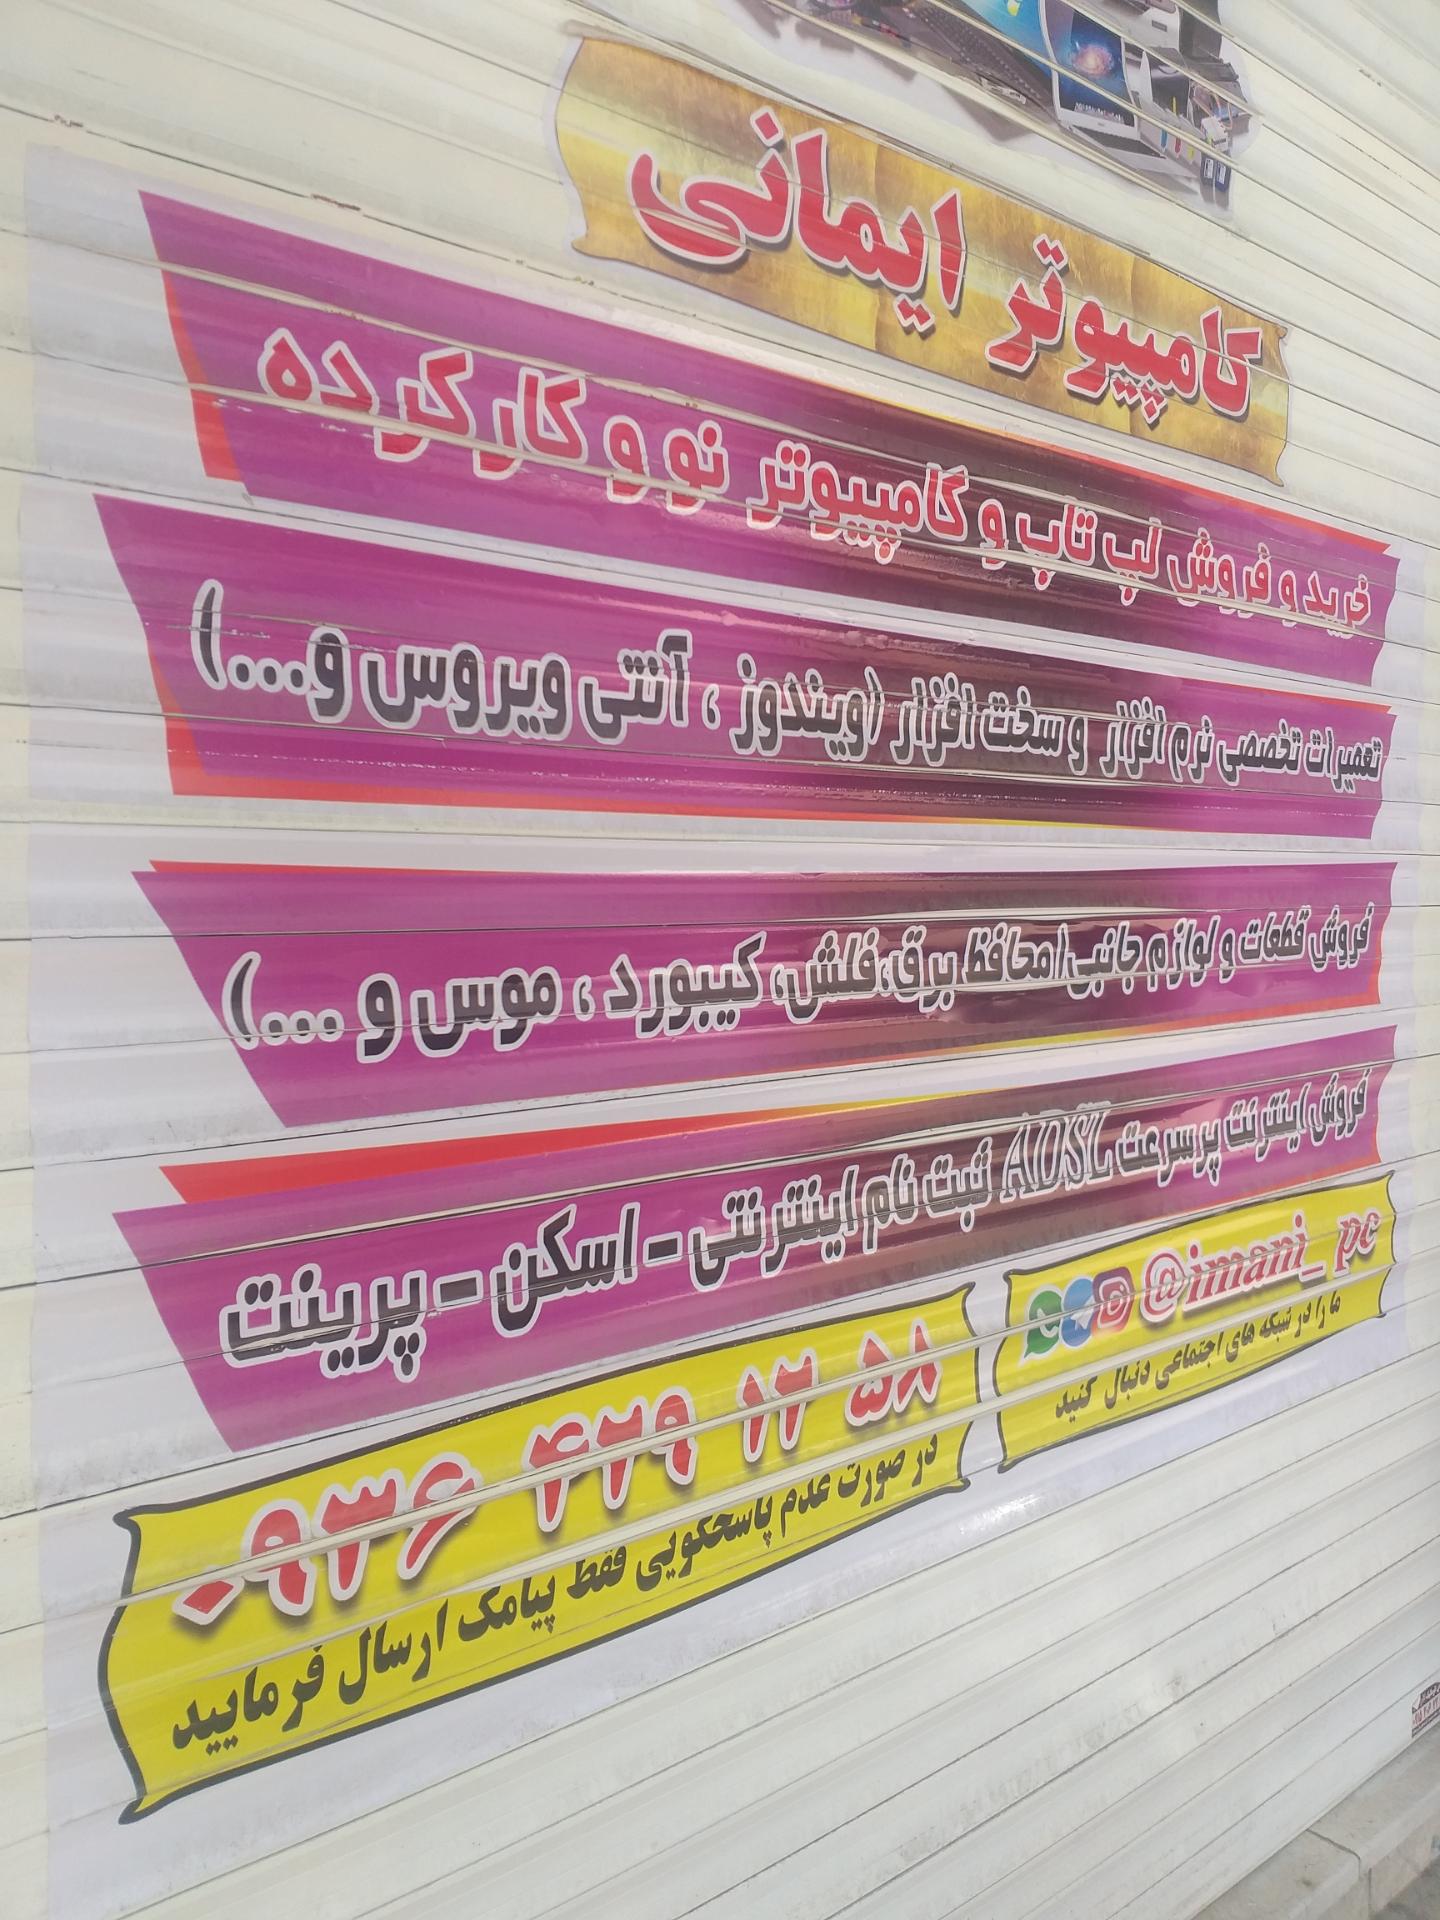 کامپیوتر ایمانی
خرید و فروش لپ تاپ و کامپیوتر نو و کارکرده
تعمیرات تخصصی نرم افزار و سخت افزار (ویندوز ، آنتی ویروس و...)
فروش قطعات و لوازم جانبی(محافظ برق،فلش، کیبورد ، موس و ...)
فروش اینترنت پرسرعت ADSL ثبت نام اینترنتی - اسکن - پرینت
@imani_pc
ما را در شبکه های اجتماعی دنبال کنید
۰۹۳۶ ۴۲۹ ۱۲ ۵۸
در صورت عدم پاسخگویی فقط پیامک ارسال فرمایید